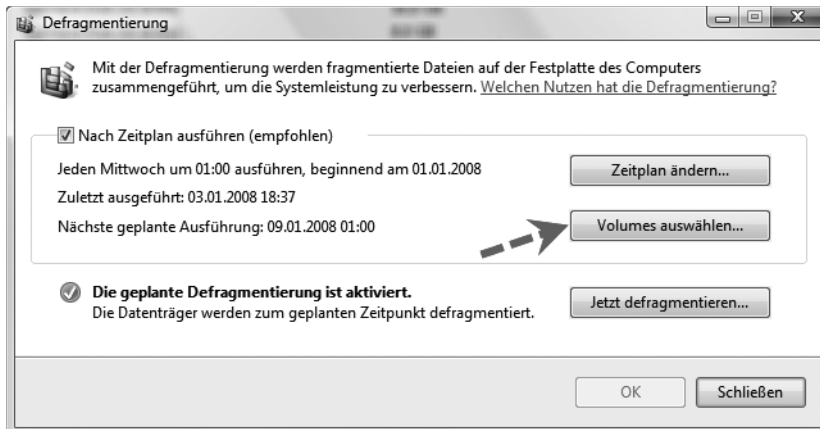 Defragmentierung
Mit der Defragmentierung werden fragmentierte Dateien auf der Festplatte des Computers
zusammengeführt, um die Systemleistung zu verbessern. Welchen Nutzen hat die Defragmentierung?
Nach Zeitplan ausführen (empfohlen)
Jeden Mittwoch um 01:00 ausführen, beginnend am 01.01.2008
Zeitplan ändern...
Zuletzt ausgeführt: 03.01.2008 18:37
Nächste geplante Ausführung: 09.01.2008 01:00
Volumes auswählen...
Die geplante Defragmentierung ist aktiviert.
Die Datenträger werden zum geplanten Zeitpunkt defragmentiert.
Jetzt defragmentieren...
OK
Schließen